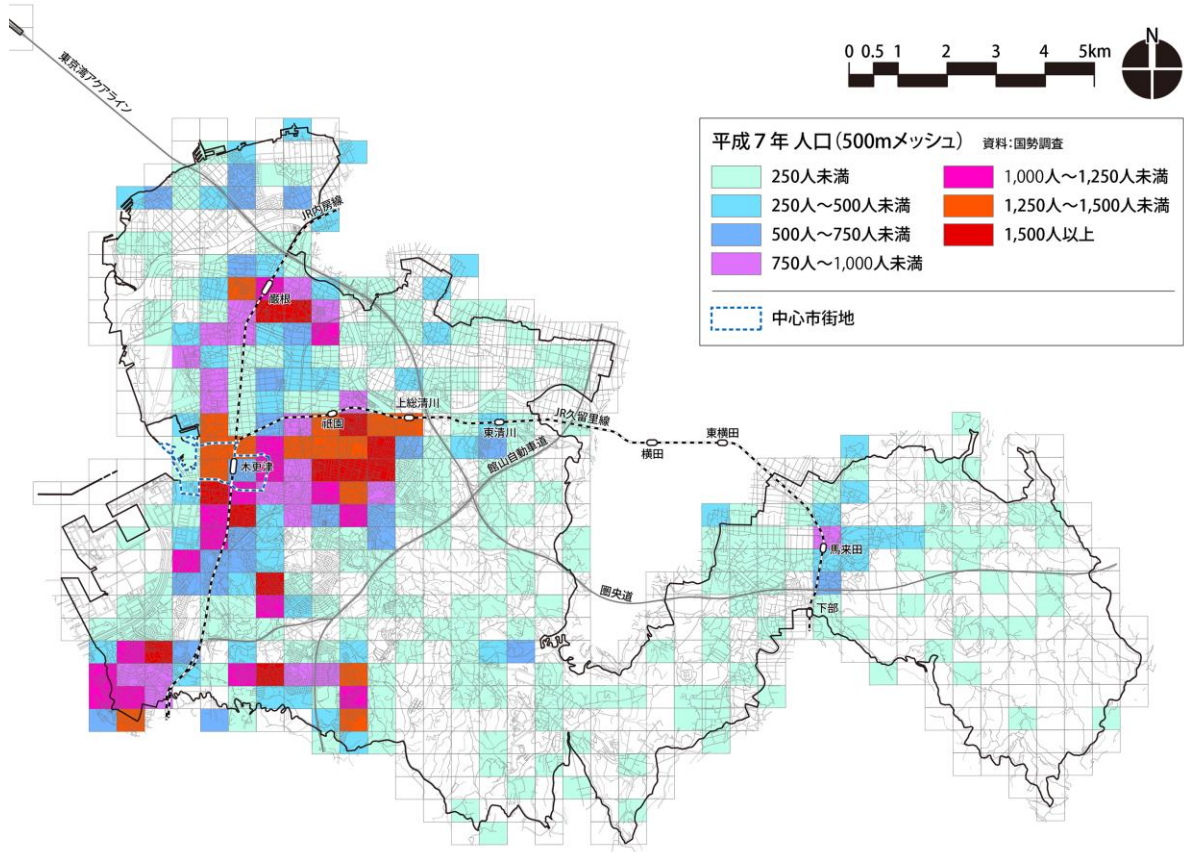 0 0.5 1 2 3 4 5km
N
東京湾アクアライン
平成7年 人口(500mメッシュ) 資料:国勢調査
250人未満
250人~500人未満
500人~750人未満
750人~1,000人未満
1,000人~1,250人未満
1,250人~1,500人未満
1,500人以上
中心市街地
JR内房線
巌根
上総清川
祇園
東清川
JR久留里線
横田
東横田
館山自動車道
木更津
馬来田
圏央道
下部